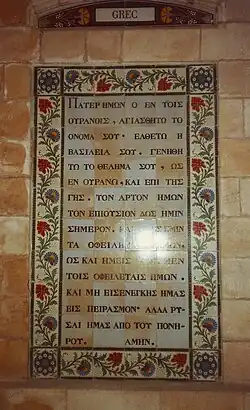 GREC
ΠΑΤΕΡ ΗΜΩΝ Ο ΕΝ ΤΟΙΣ
ΟΥΡΑΝΟΙΣ, ΑΓΙΑΣΘΗΤΩ ΤΟ
ΟΝΟΜΑ ΣΟΥ· ΕΛΘΕΤΩ Η
ΒΑΣΙΛΕΙΑ ΣΟΥ. ΓΕΝΗΘΗ
ΤΩ ΤΟ ΘΕΛΗΜΑ ΣΟΥ, ΩΣ
ΕΝ ΟΥΡΑΝΩ, ΚΑΙ ΕΠΙ ΤΗΣ
ΓΗΣ. ΤΟΝ ΑΡΤΟΝ ΗΜΩΝ
ΤΟΝ ΕΠΙΟΥΣΙΟΝ ΔΟΣ ΗΜΙΝ
ΣΗΜΕΡΟΝ.
ΤΑ
ΩΣ ΚΑΙ ΗΜΕΙΣ ΜΕΝ
ΤΟΙΣ ΟΦΕΙΛΕΤΑΙΣ ΗΜΩΝ.
ΚΑΙ ΜΗ ΕΙΣΕΝΕΓΚΗΣ ΗΜΑΣ
ΕΙΣ ΠΕΙΡΑΣΜΟΝ· ΑΛΛΑ ΡΥ
ΣΑΙ ΗΜΑΣ ΑΠΟ ΤΟΥ ΠΟΝΗ
ΡΟΥ. ΑΜΗΝ.